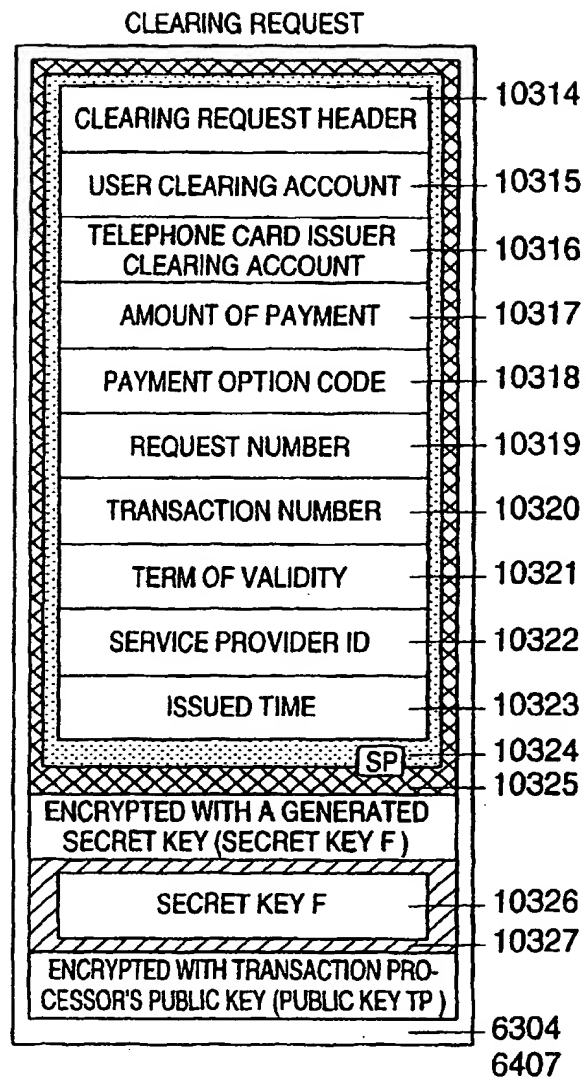 CLEARING REQUEST
CLEARING REQUEST HEADER 10314
USER CLEARING ACCOUNT 10315
TELEPHONE CARD ISSUER
CLEARING ACCOUNT 10316
AMOUNT OF PAYMENT 10317
PAYMENT OPTION CODE 10318
REQUEST NUMBER 10319
TRANSACTION NUMBER 10320
TERM OF VALIDITY 10321
SERVICE PROVIDER ID 10322
ISSUED TIME 10323
SP 10324
10325
ENCRYPTED WITH A GENERATED
SECRET KEY (SECRET KEY F)
SECRET KEY F 10326
10327
ENCRYPTED WITH TRANSACTION PRO-
CESSOR'S PUBLIC KEY (PUBLIC KEY TP)
6304
6407